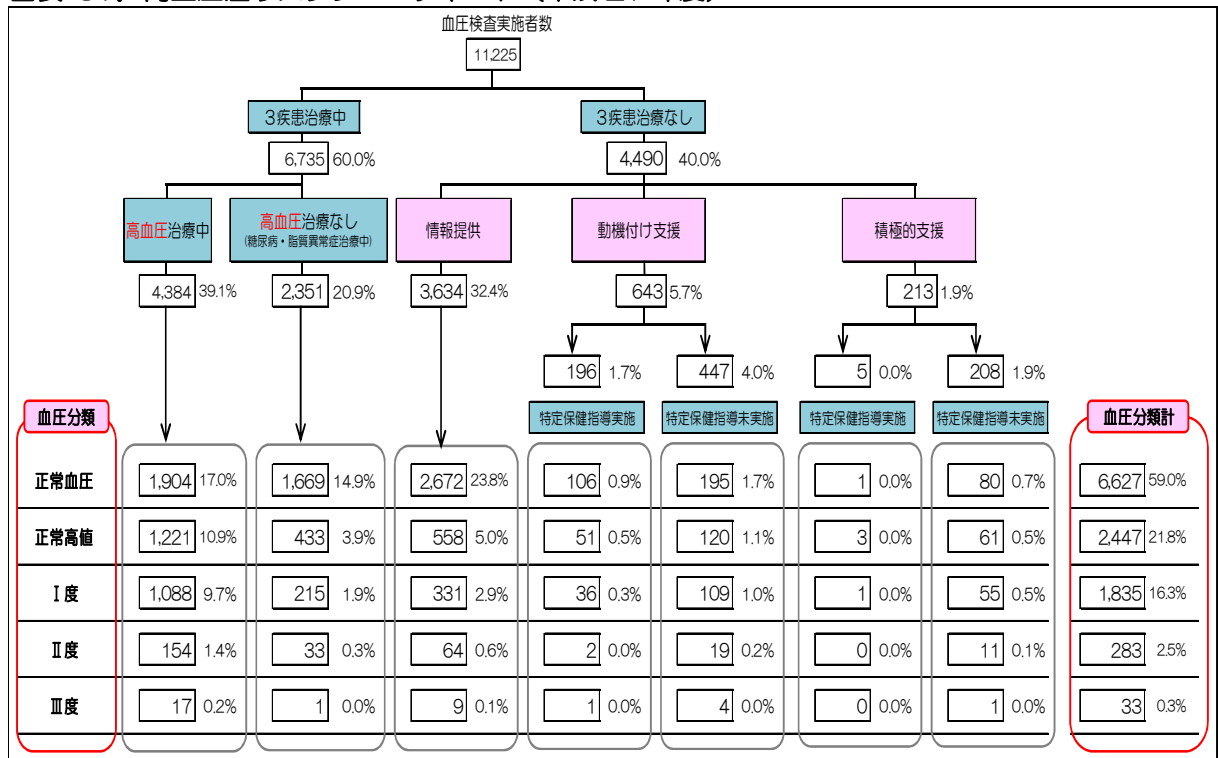 血圧検査実施者数
11,225
3疾患治療中
3疾患治療なし
6,735 60.0%
4,490 40.0%
高血圧治療中
高血圧治療なし
(糖尿病・脂質異常症治療中)
情報提供
動機付け支援
積極的支援
4,384 39.1%
2,351 20.9%
3,634 32.4%
643 5.7%
213 1.9%
196 1.7%
447 4.0%
5 0.0%
208 1.9%
血圧分類
特定保健指導実施
特定保健指導未実施
特定保健指導実施
特定保健指導未実施
血圧分類計
正常血圧 1,904 17.0% 1,669 14.9% 2,672 23.8% 106 0.9% 195 1.7% 1 0.0% 80 0.7% 6,627 59.0%
正常高値 1,221 10.9% 433 3.9% 558 5.0% 51 0.5% 120 1.1% 3 0.0% 61 0.5% 2,447 21.8%
Ⅰ度 1,088 9.7% 215 1.9% 331 2.9% 36 0.3% 109 1.0% 1 0.0% 55 0.5% 1,835 16.3%
Ⅱ度 154 1.4% 33 0.3% 64 0.6% 2 0.0% 19 0.2% 0 0.0% 11 0.1% 283 2.5%
Ⅲ度 17 0.2% 1 0.0% 9 0.1% 1 0.0% 4 0.0% 0 0.0% 1 0.0% 33 0.3%